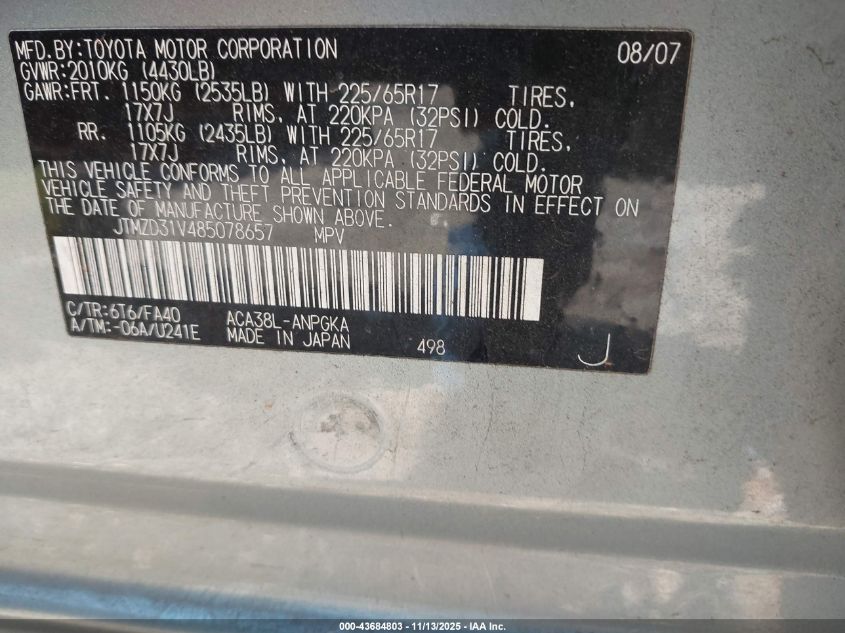 MFD.BY:TOYOTA MOTOR CORPORATION 08/07
GVWR:2010KG (4430LB)
GAWR:FRT. 1150KG (2535LB) WITH 225/65R17 TIRES,
17X7J RIMS, AT 220KPA (32PSI) COLD.
RR. 1105KG (2435LB) WITH 225/65R17 TIRES,
17X7J RIMS, AT 220KPA (32PSI) COLD.
THIS VEHICLE CONFORMS TO ALL APPLICABLE FEDERAL MOTOR
VEHICLE SAFETY AND THEFT PREVENTION STANDARDS IN EFFECT ON
THE DATE OF MANUFACTURE SHOWN ABOVE.
JTMZD31V485078657 MPV
C/TR:6T6/FA40 ACA38L-ANPGKA
A/TM:-06A/U241E MADE IN JAPAN 498 J
000-43684803 - 11/13/2025 - IAA Inc.